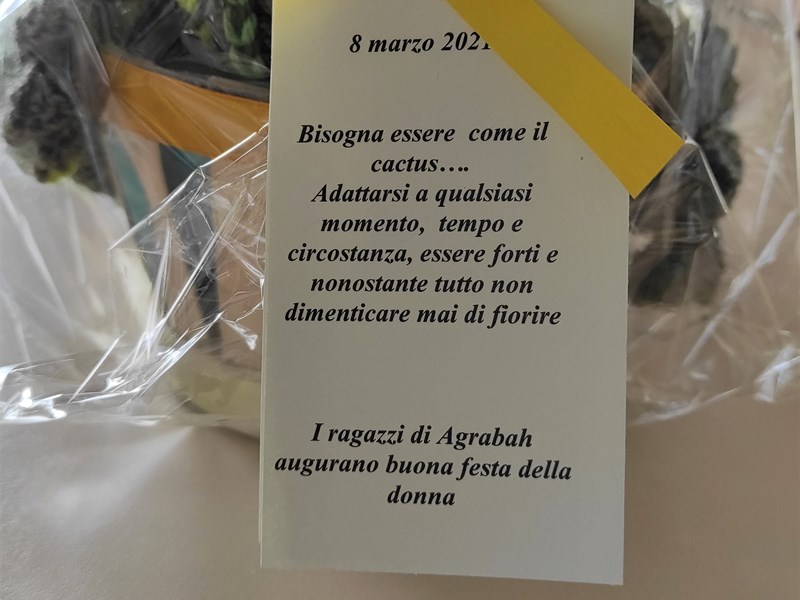 8 marzo 2021
Bisogna essere come il
cactus….
Adattarsi a qualsiasi
momento, tempo e
circostanza, essere forti e
nonostante tutto non
dimenticare mai di fiorire
I ragazzi di Agrabah
augurano buona festa della
donna